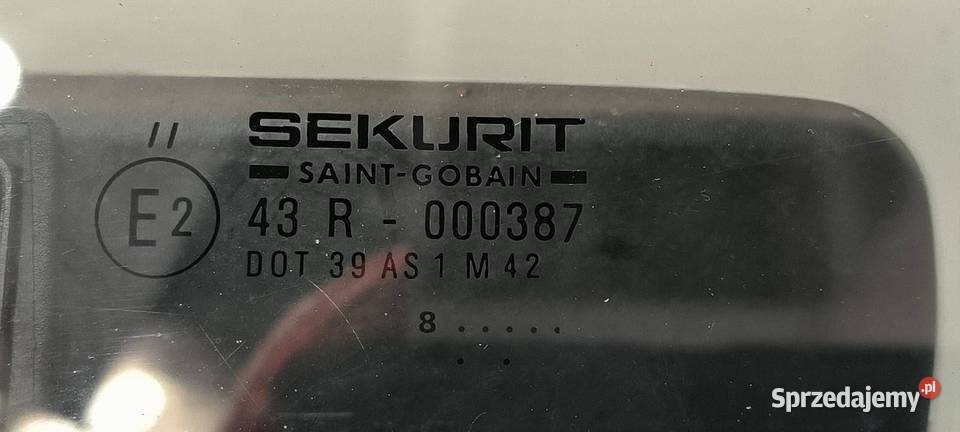 //
SEKURIT
SAINT-GOBAIN
E2
43 R - 000387
DOT 39 AS 1 M 42
8 . . . . .
. .
Sprzedajemy.pl